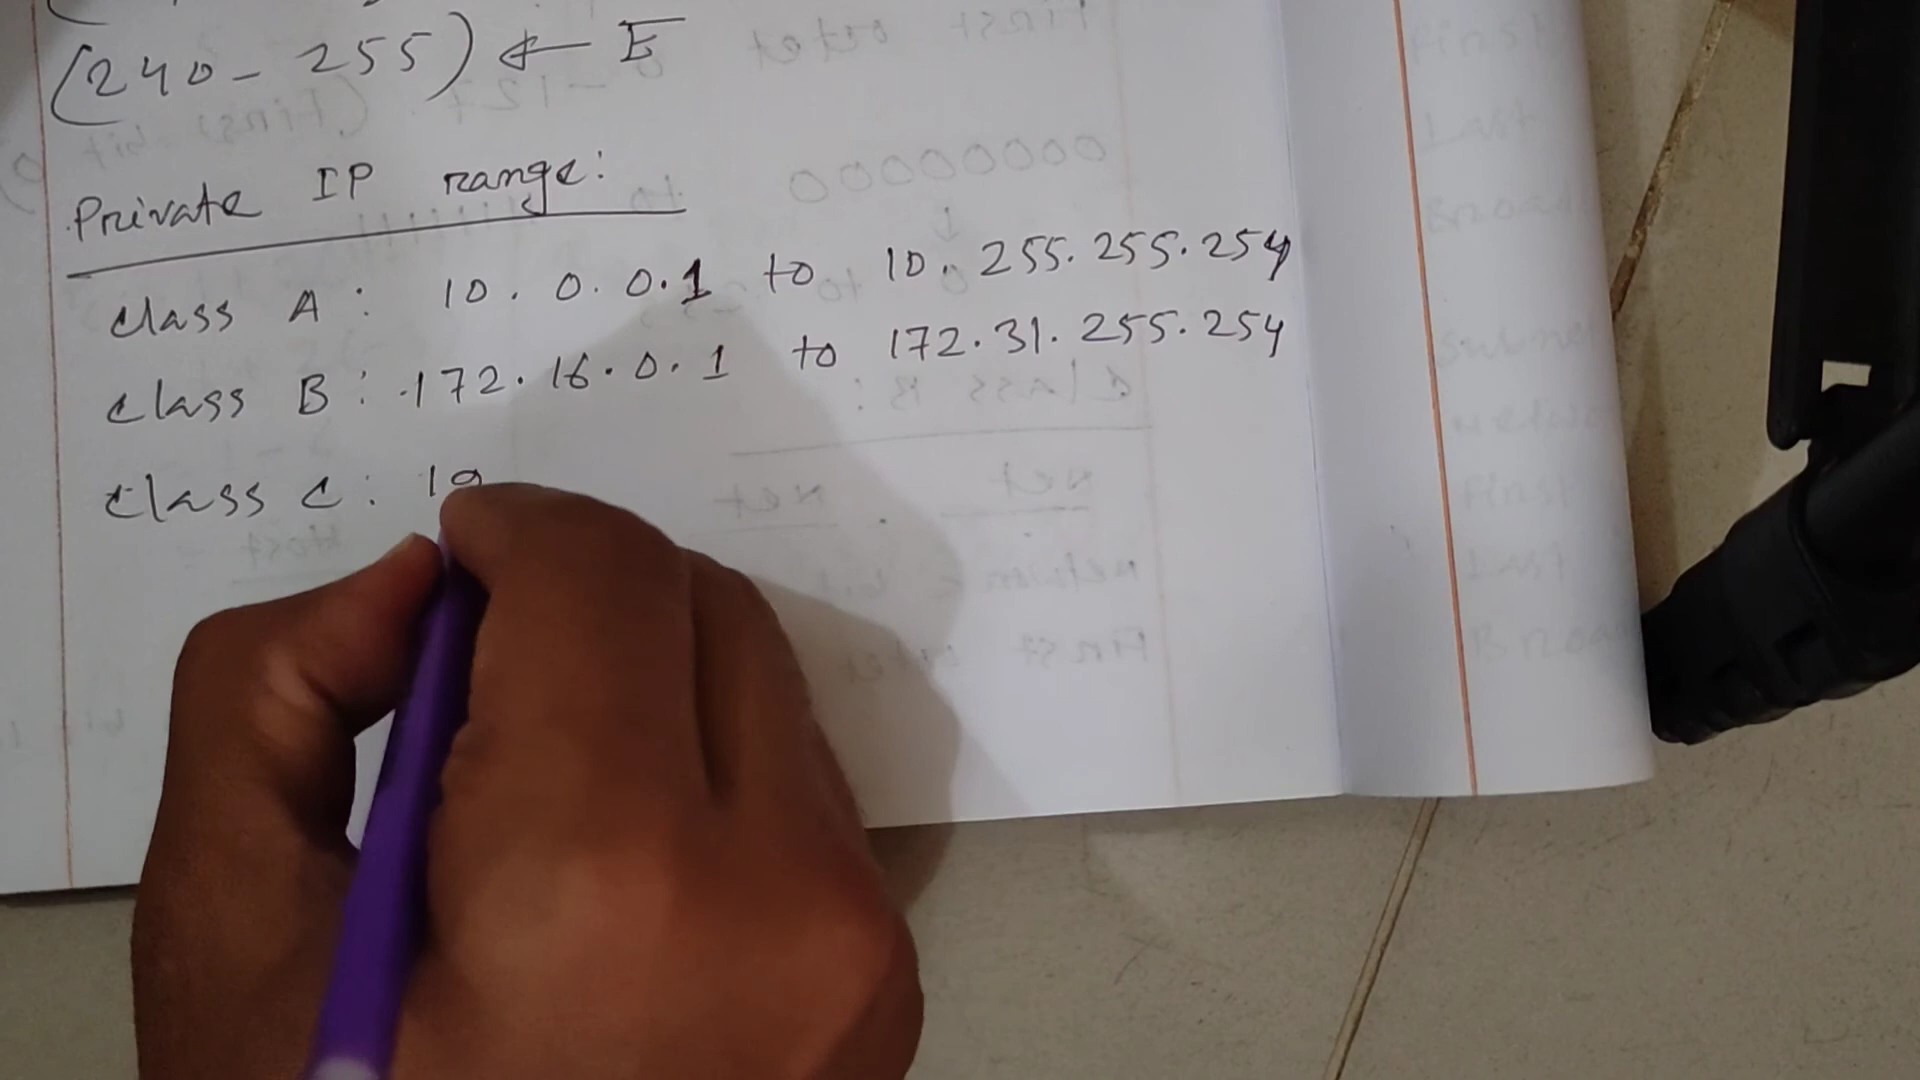 (240 - 255) ← E
Private IP range:
Class A: 10. 0. 0.1 to 10. 255. 255. 254
Class B: 172. 16. 0. 1 to 172. 31. 255. 254
Class C: 19